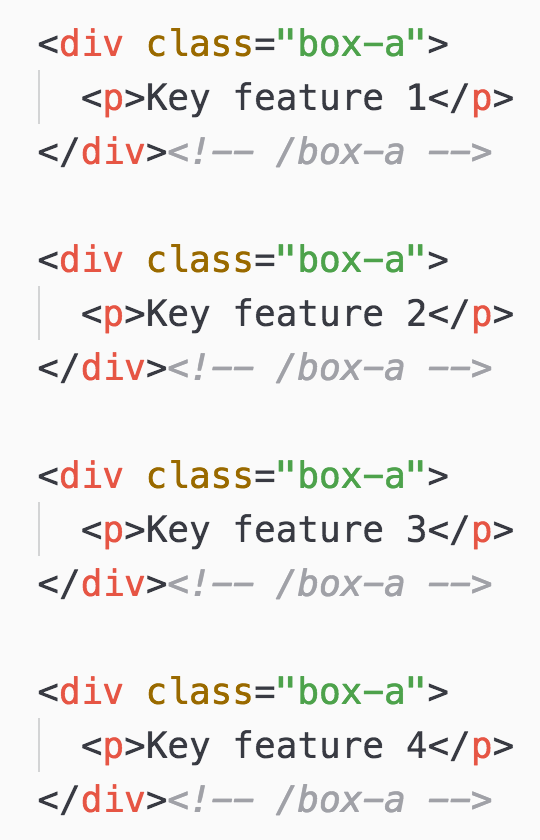 <div class="box-a">
<p>Key feature 1</p>
</div><!-- /box-a -->
<div class="box-a">
<p>Key feature 2</p>
</div><!-- /box-a -->
<div class="box-a">
<p>Key feature 3</p>
</div><!-- /box-a -->
<div class="box-a">
<p>Key feature 4</p>
</div><!-- /box-a -->